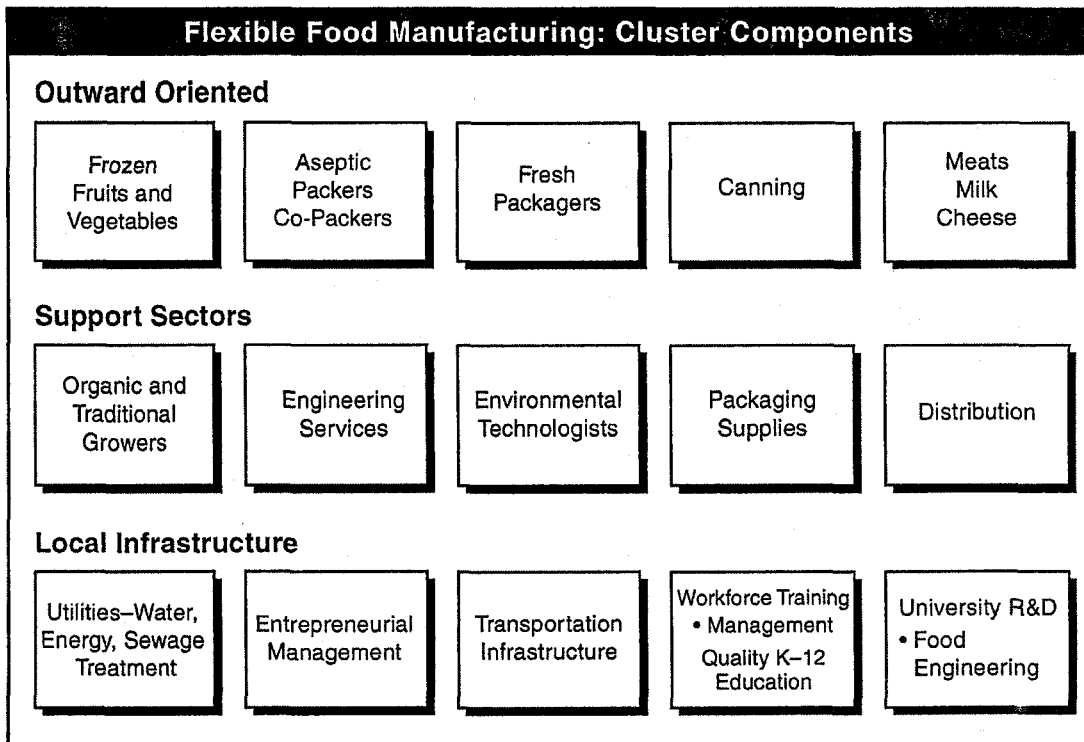 Flexible Food Manufacturing: Cluster Components
Outward Oriented
Frozen
Fruits and
Vegetables
Aseptic
Packers
Co-Packers
Fresh
Packagers
Canning
Meats
Milk
Cheese
Support Sectors
Organic and
Traditional
Growers
Engineering
Services
Environmental
Technologists
Packaging
Supplies
Distribution
Local Infrastructure
Utilities–Water,
Energy, Sewage
Treatment
Entrepreneurial
Management
Transportation
Infrastructure
Workforce Training
• Management
Quality K–12
Education
University R&D
• Food
Engineering